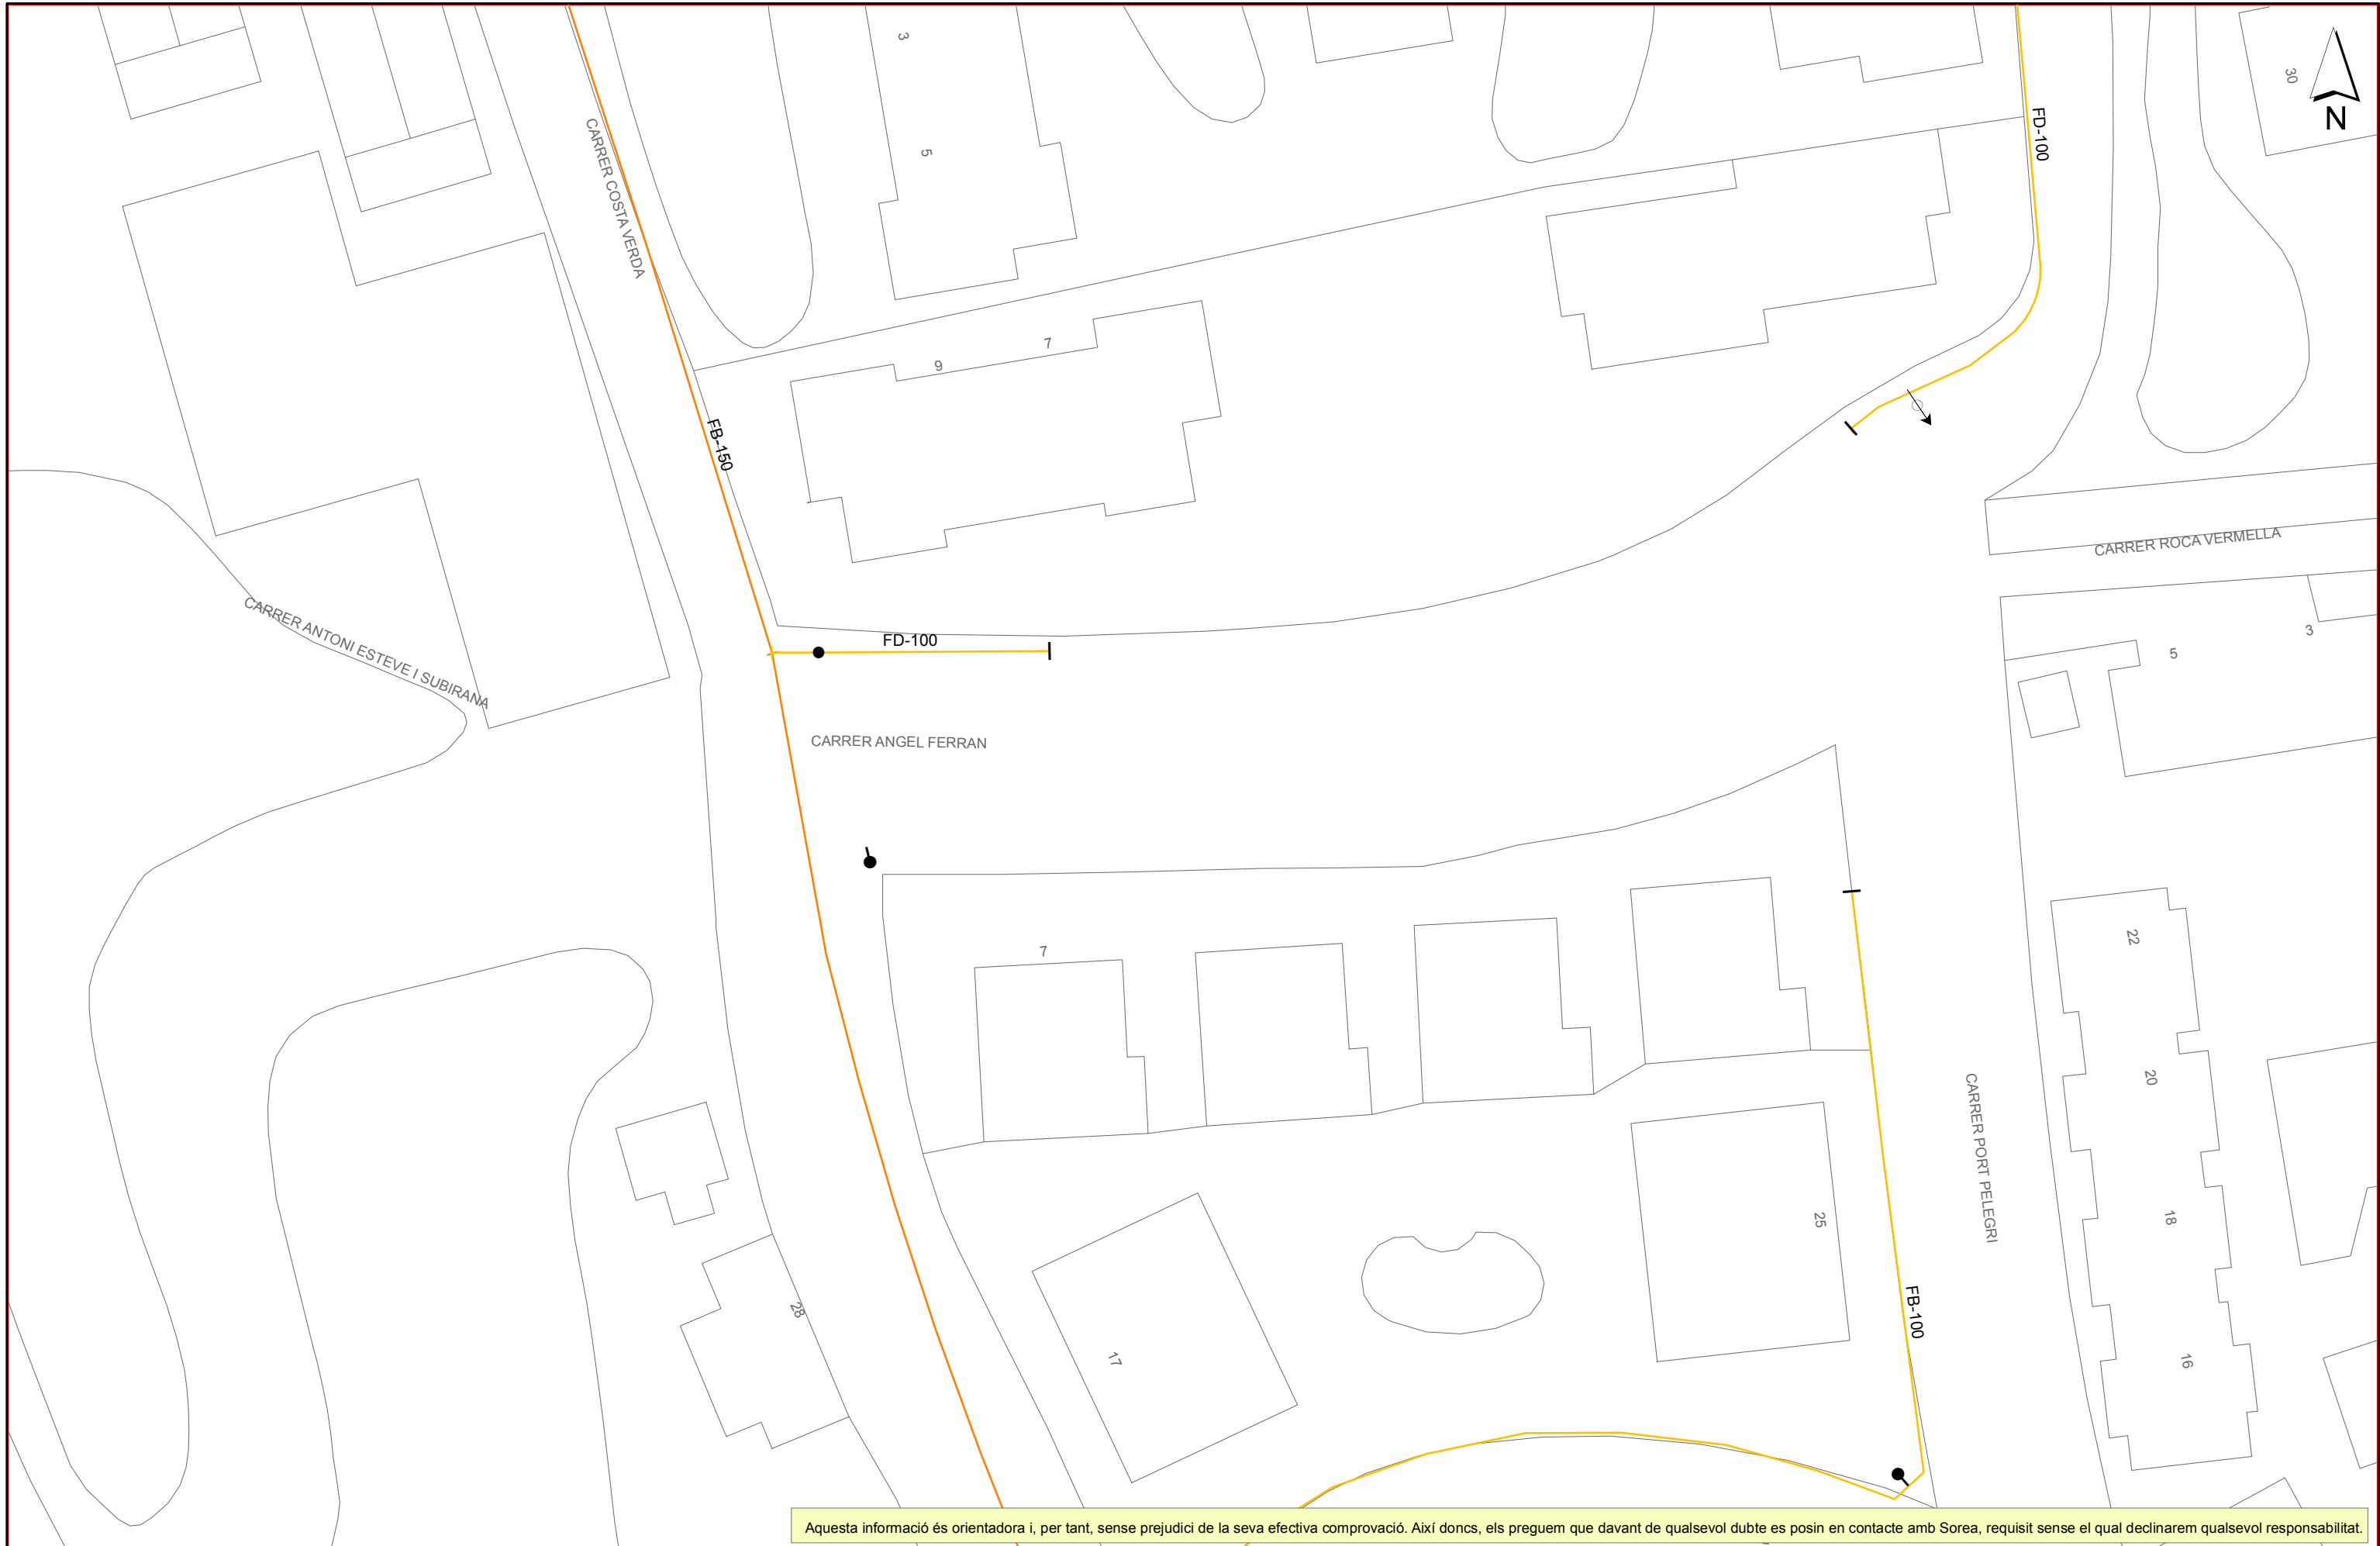 3
30
N
FD-100
CARRER COSTA VERDA
5
7
9
FB-150
CARRER ROCA VERMELLA
CARRER ANTONI ESTEVE I SUBIRANA
FD-100
3
5
CARRER ANGEL FERRAN
7
22
20
CARRER PORT PELEGRI
18
25
28
FB-100
17
16
Aquesta informació és orientadora i, per tant, sense prejudici de la seva efectiva comprovació. Així doncs, els preguem que davant de qualsevol dubte es posin en contacte amb Sorea, requisit sense el qual declinarem qualsevol responsabilitat.